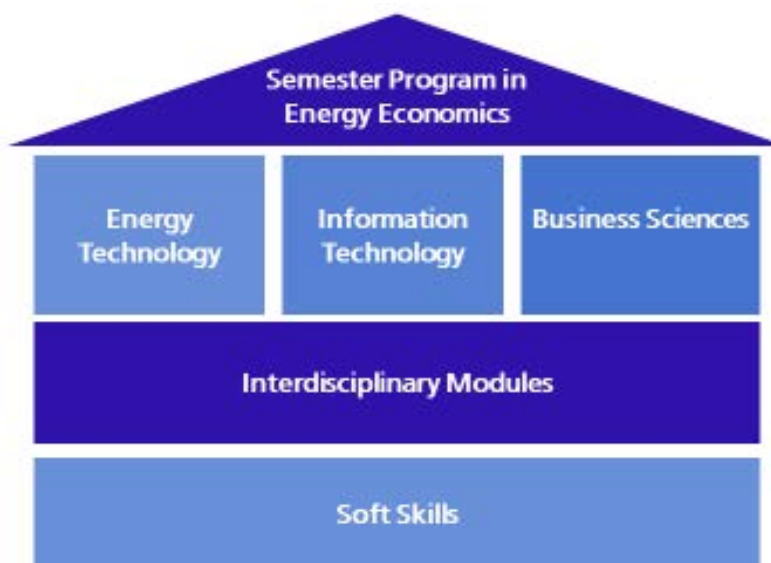 Semester Program in
Energy Economics
Energy
Technology
Information
Technology
Business Sciences
Interdisciplinary Modules
Soft Skills